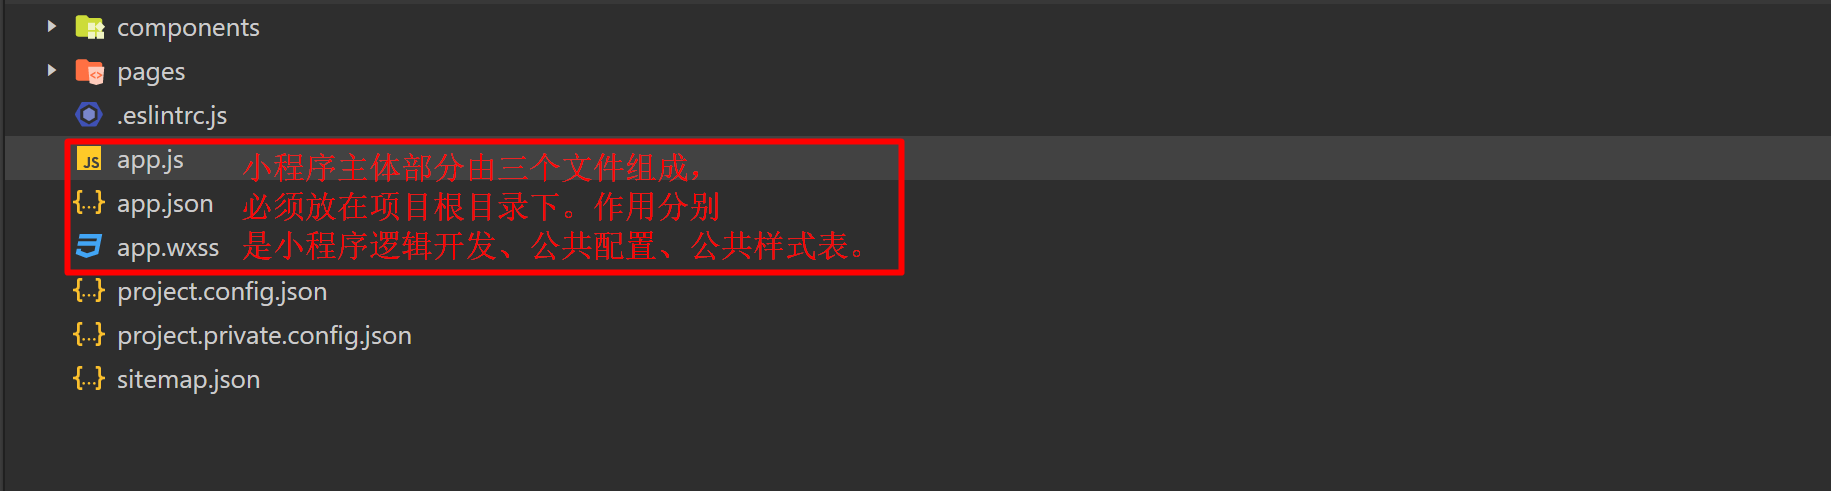 components
pages
.eslintrc.js
app.js
小程序主体部分由三个文件组成，
app.json
必须放在项目根目录下。作用分别
app.wxss
是小程序逻辑开发、公共配置、公共样式表。
project.config.json
project.private.config.json
sitemap.json